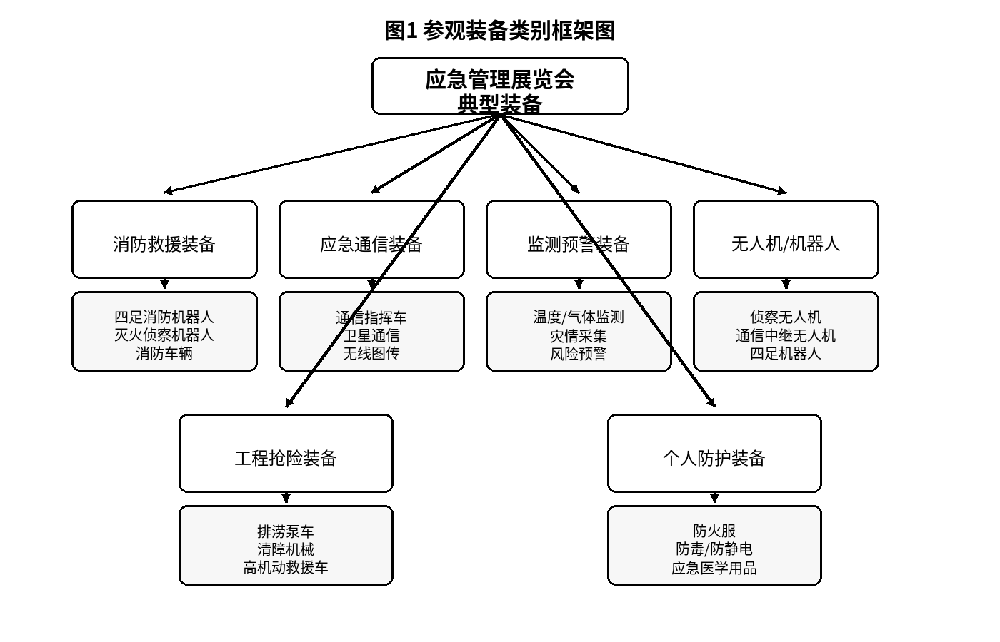 图1 参观装备类别框架图
应急管理展览会
典型装备
消防救援装备
应急通信装备
监测预警装备
无人机/机器人
四足消防机器人
灭火侦察机器人
消防车辆
通信指挥车
卫星通信
无线图传
温度/气体监测
灾情采集
风险预警
侦察无人机
通信中继无人机
四足机器人
工程抢险装备
个人防护装备
排涝泵车
清障机械
高机动救援车
防火服
防毒/防静电
应急医学用品